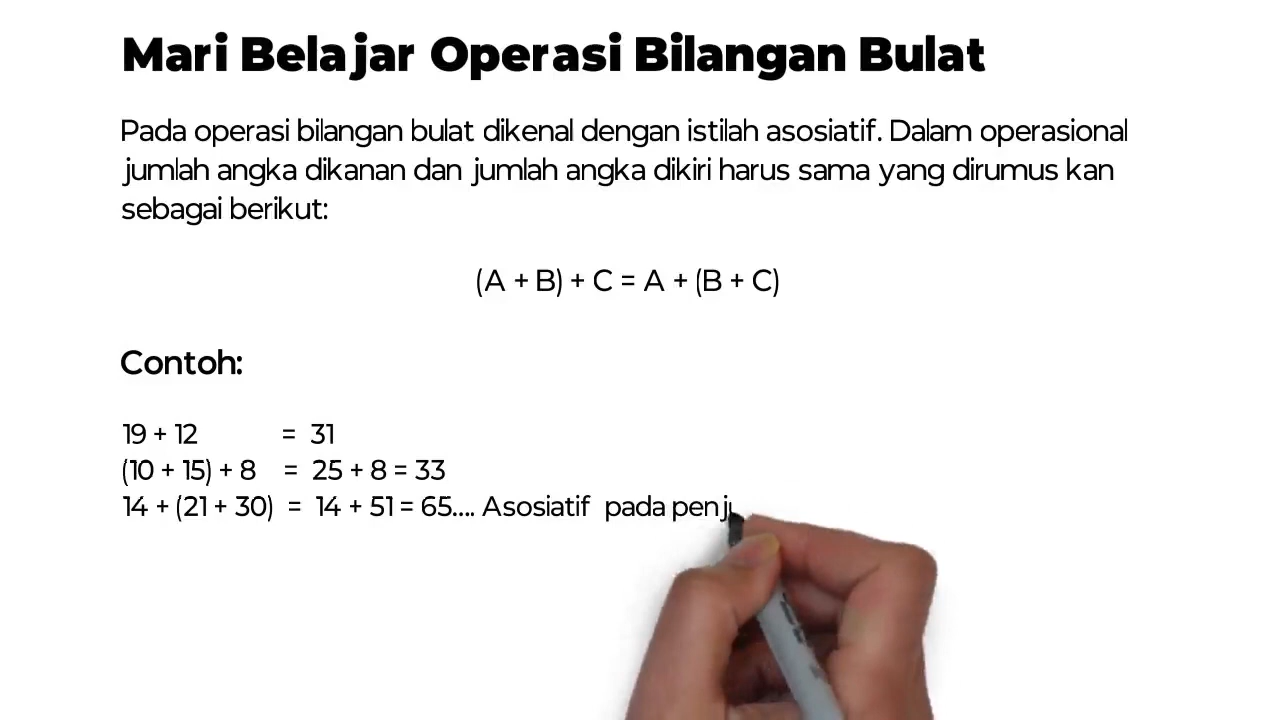 Mari Belajar Operasi Bilangan Bulat
Pada operasi bilangan bulat dikenal dengan istilah asosiatif. Dalam operasional
jumlah angka dikanan dan jumlah angka dikiri harus sama yang dirumus kan
sebagai berikut:
(A + B) + C = A + (B + C)
Contoh:
19 + 12 = 31
(10 + 15) + 8 = 25 + 8 = 33
14 + (21 + 30) = 14 + 51 = 65.... Asosiatif pada